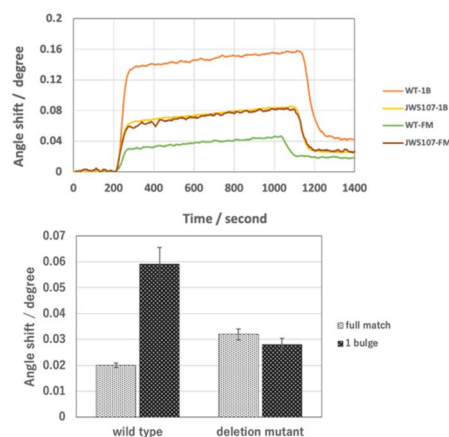 0.2
0.16
0.12
0.08
0.04
0
Angle shift / degree
0 200 400 600 800 1000 1200 1400
Time / second
WT-1B
JW5107-1B
WT-FM
JW5107-FM
0.07
0.06
0.05
0.04
0.03
0.02
0.01
0
Angle shift / degree
wild type deletion mutant
full match
1 bulge